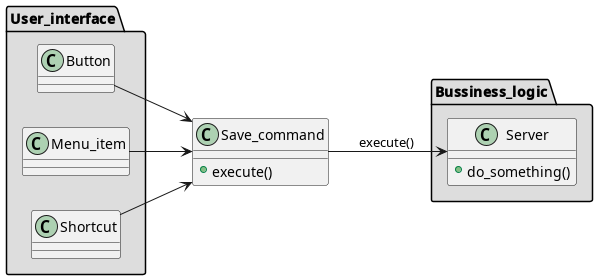 User_interface
C Button
C Menu_item
C Shortcut
C Save_command
execute()
execute()
Bussiness_logic
C Server
do_something()